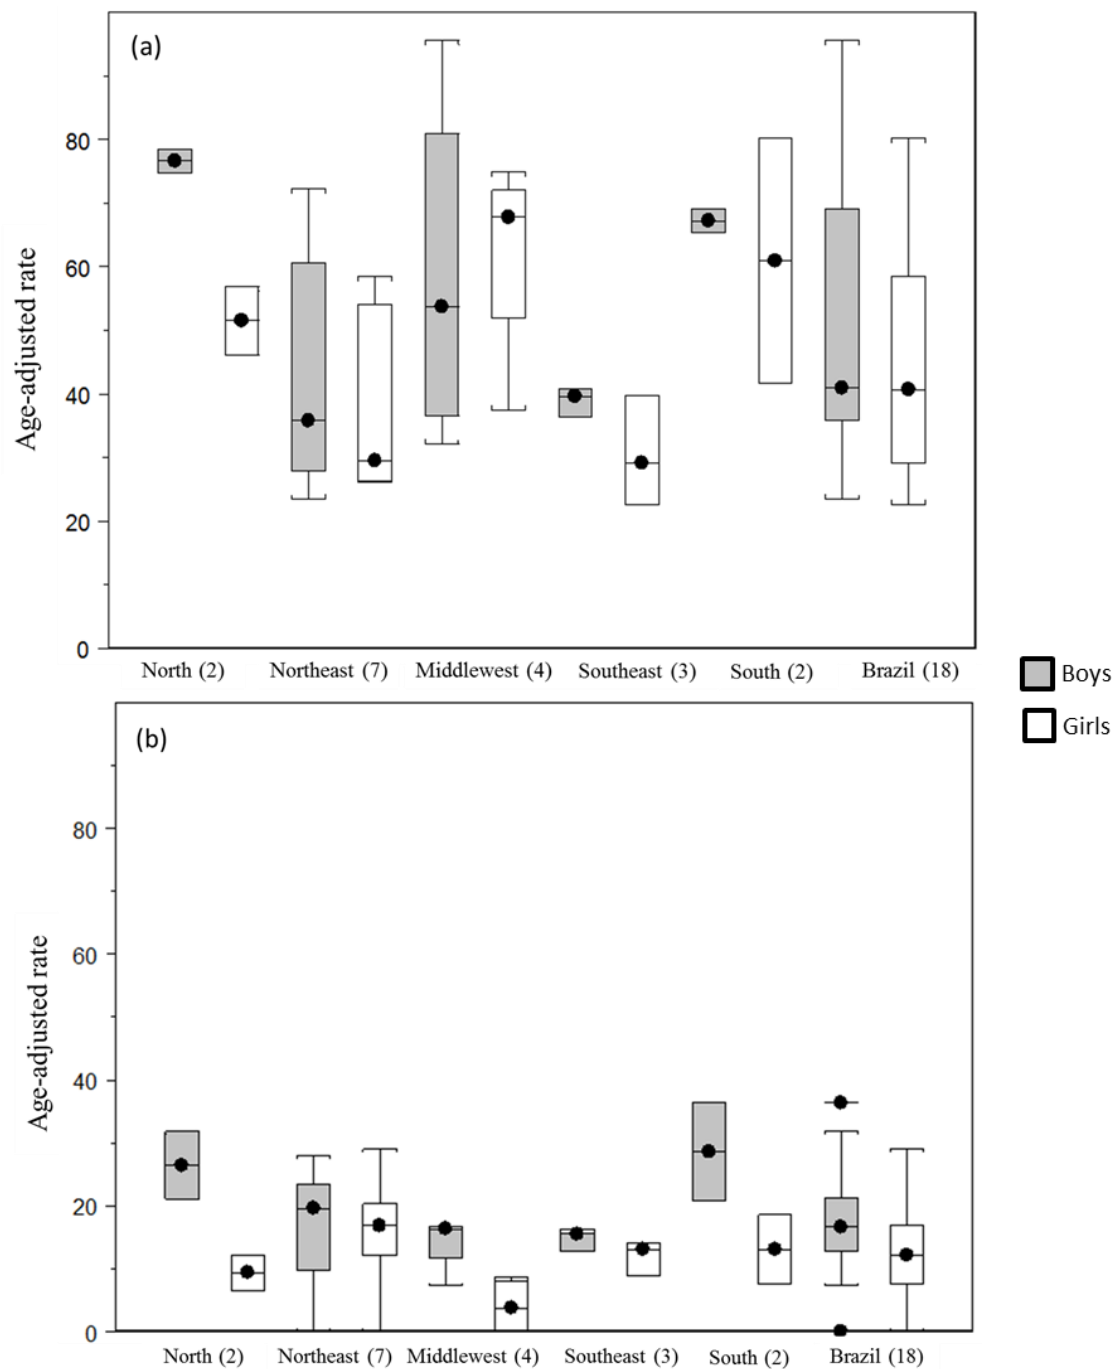 (a)
80
60
40
20
0
Age-adjusted rate
North (2) Northeast (7) Middlewest (4) Southeast (3) South (2) Brazil (18)
Boys
Girls
(b)
80
60
40
20
0
Age-adjusted rate
North (2) Northeast (7) Middlewest (4) Southeast (3) South (2) Brazil (18)